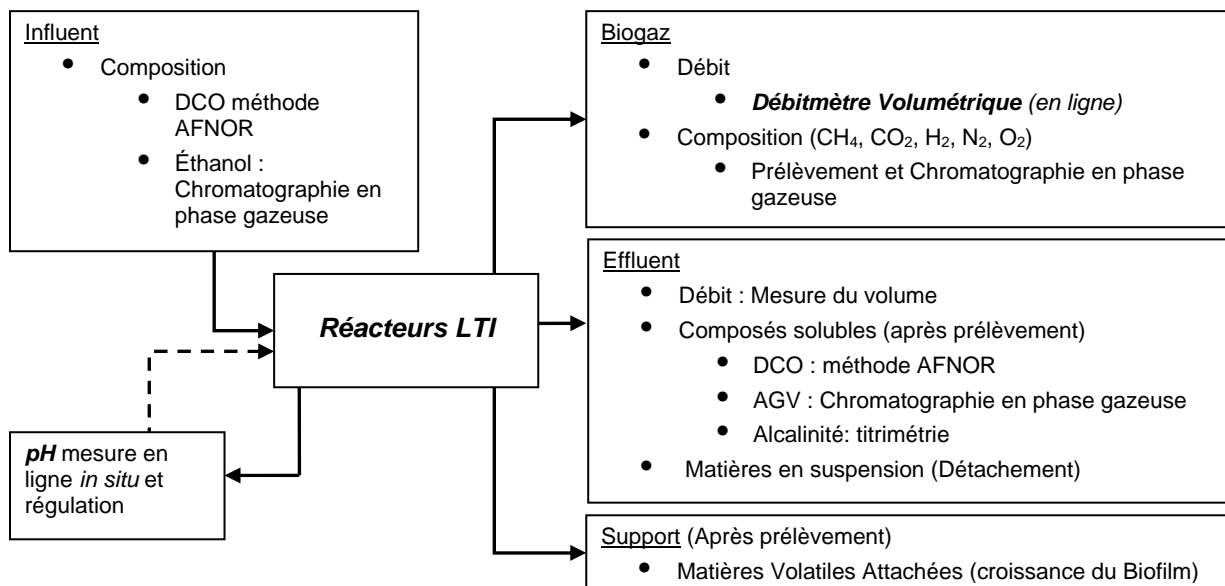 Influent
• Composition
• DCO méthode
AFNOR
• Éthanol :
Chromatographie en
phase gazeuse
Réacteurs LTI
pH mesure en
ligne in situ et
régulation
Biogaz
• Débit
• Débitmètre Volumétrique (en ligne)
• Composition (CH₄, CO₂, H₂, N₂, O₂)
• Prélèvement et Chromatographie en phase
gazeuse
Effluent
• Débit : Mesure du volume
• Composés solubles (après prélèvement)
• DCO : méthode AFNOR
• AGV : Chromatographie en phase gazeuse
• Alcalinité: titrimétrie
• Matières en suspension (Détachement)
Support (Après prélèvement)
• Matières Volatiles Attachées (croissance du Biofilm)